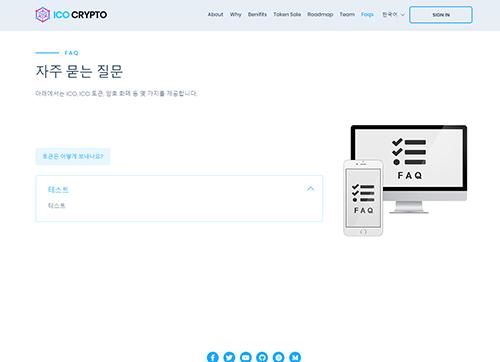 ICO CRYPTO
About Why Benifits Token Sale Roadmap Team Faqs 한국어 SIGN IN
FAQ
자주 묻는 질문
아래에서는 ICO, ICO 토큰, 암호 화폐 등 몇 가지를 제공합니다.
토큰은 어떻게 보내나요?
테스트
테스트
FAQ
FAQ